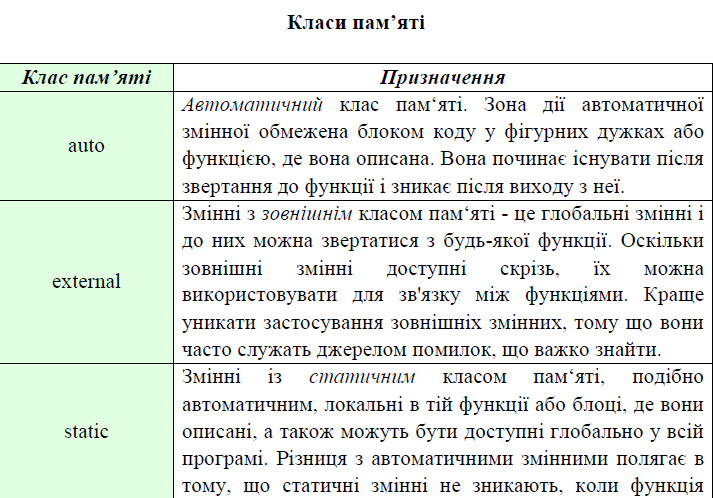 Класи пам’яті
Клас пам’яті
Призначення
auto
Автоматичний клас пам‘яті. Зона дії автоматичної
змінної обмежена блоком коду у фігурних дужках або
функцією, де вона описана. Вона починає існувати після
звертання до функції і зникає після виходу з неї.
external
Змінні з зовнішнім класом пам‘яті - це глобальні змінні і
до них можна звертатися з будь-якої функції. Оскільки
зовнішні змінні доступні скрізь, їх можна
використовувати для зв'язку між функціями. Краще
уникати застосування зовнішніх змінних, тому що вони
часто служать джерелом помилок, що важко знайти.
static
Змінні із статичним класом пам‘яті, подібно
автоматичним, локальні в тій функції або блоці, де вони
описані, а також можуть бути доступні глобально у всій
програмі. Різниця з автоматичними змінними полягає в
тому, що статичні змінні не зникають, коли функція